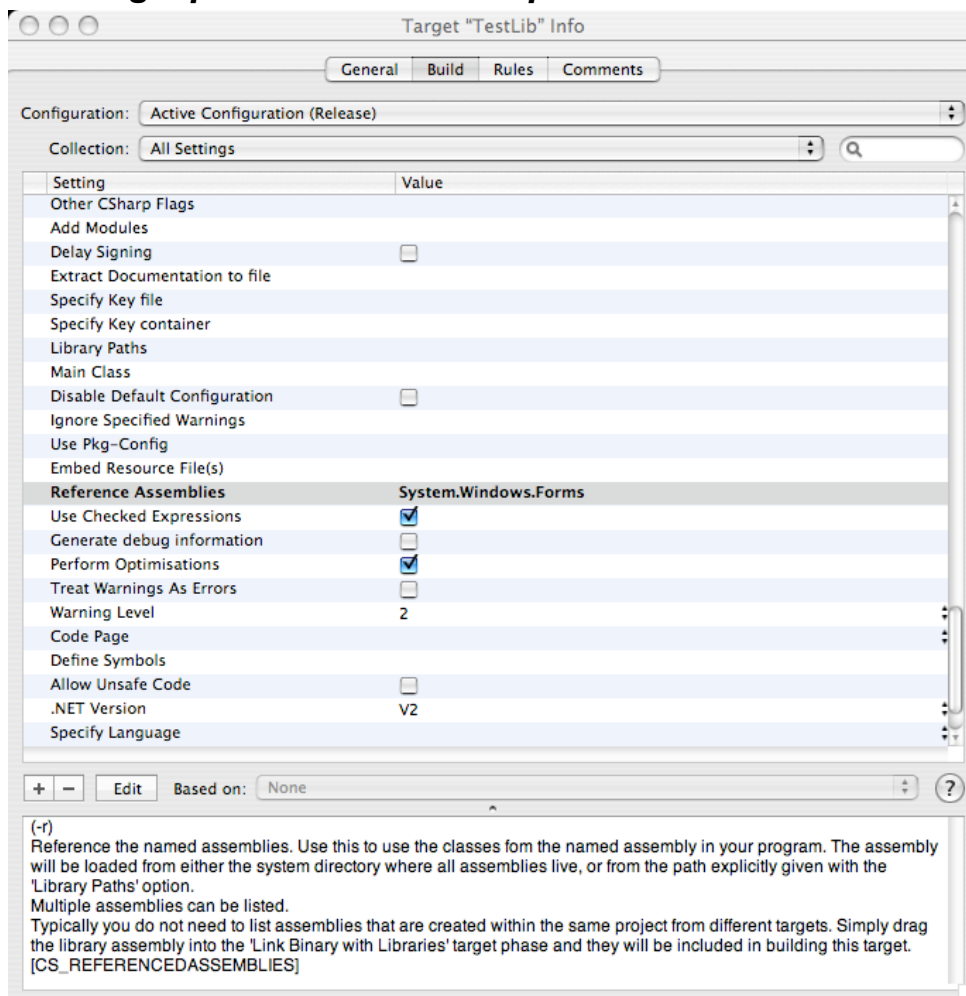 Target "TestLib" Info
General Build Rules Comments
Configuration: Active Configuration (Release)
Collection: All Settings
Setting Value
Other CSharp Flags
Add Modules
Delay Signing
Extract Documentation to file
Specify Key file
Specify Key container
Library Paths
Main Class
Disable Default Configuration
Ignore Specified Warnings
Use Pkg-Config
Embed Resource File(s)
Reference Assemblies System.Windows.Forms
Use Checked Expressions
Generate debug information
Perform Optimisations
Treat Warnings As Errors
Warning Level 2
Code Page
Define Symbols
Allow Unsafe Code
.NET Version V2
Specify Language
+ − Edit Based on: None ?
(-r)
Reference the named assemblies. Use this to use the classes fom the named assembly in your program. The assembly
will be loaded from either the system directory where all assemblies live, or from the path explicitly given with the
'Library Paths' option.
Multiple assemblies can be listed.
Typically you do not need to list assemblies that are created within the same project from different targets. Simply drag
the library assembly into the 'Link Binary with Libraries' target phase and they will be included in building this target.
[CS_REFERENCEDASSEMBLIES]